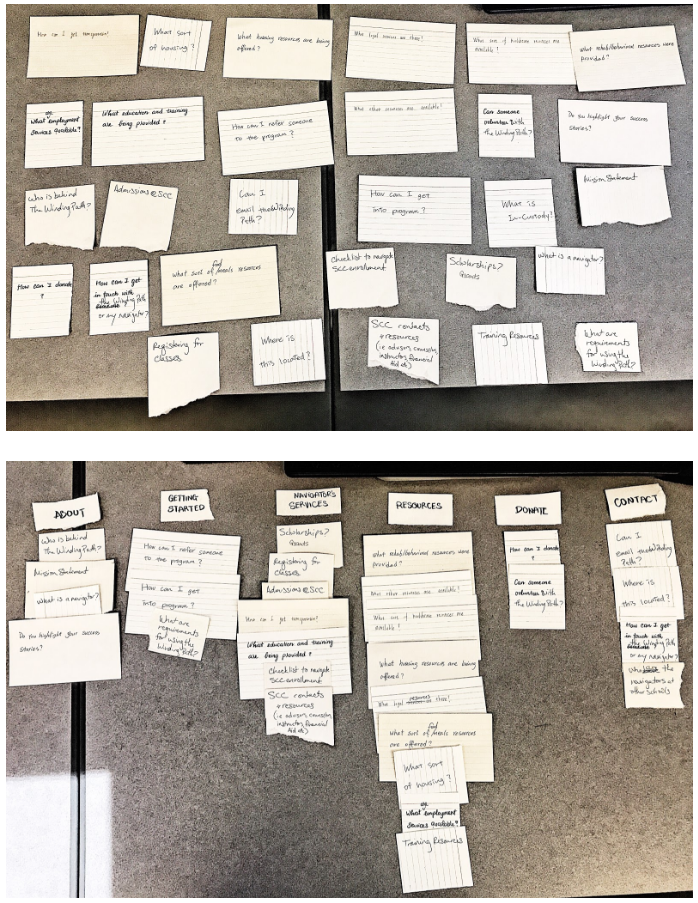 How can I get transportation?
What sort
of housing?
What training resources are being
offered?
Who legal services are there?
What sort of childcare services are
available?
What rehabilitational resources were
provided?
are
What employment
services available?
What education and training
are being provided?
How can I refer someone
to the program?
What other services are available?
Can someone
volunteer with
the Winding Path?
Do you highlight your success
stories?
Who is behind
The Winding Path?
Admissions@SCC
Can I
email the Winding
Path?
How can I get
into program?
What is
In-Custody?
Mission Statement
How can I donate
?
How can I get
in touch with
the Winding Path
or any navigator?
food
What sort of meals resources
are offered?
Checklist to navigate
SCC enrollment
Scholarships?
Grants
What is a navigator?
Registering for
classes
Where is
this located?
SCC contacts
+ resources
(ie advisors, counselors,
instructors, financial
Aid etc)
Training Resources
What are
requirements
for using the
Winding Path?
ABOUT
Who is behind
The Winding Path?
Mission Statement
What is a navigator?
Do you highlight your success
stories?
GETTING
STARTED
How can I refer someone
to the program?
How can I get
into program?
What are
requirements
for using the
Winding Path?
NAVIGATOR'S
SERVICES
Scholarships?
Grants
Registering for
classes
Admissions@SCC
How can I get transportation?
What education and training
are being provided?
Checklist to navigate
SCC enrollment
SCC contacts
+ resources
(ie advisors, counselors,
instructors, financial
Aid etc)
RESOURCES
What rehabilitational resources were
provided?
What other services are available?
What sort of childcare services are
available?
What training resources are being
offered?
resources
Who legal are there?
food
What sort of meals resources
are offered?
What sort
of housing?
are
What employment
services available?
Training Resources
DONATE
How can I donate
?
Can someone
volunteer with
the Winding Path?
CONTACT
Can I
email the Winding
Path?
Where is
this located?
How can I get
in touch with
the Winding Path
or any navigator?
the
navigators at
other schools